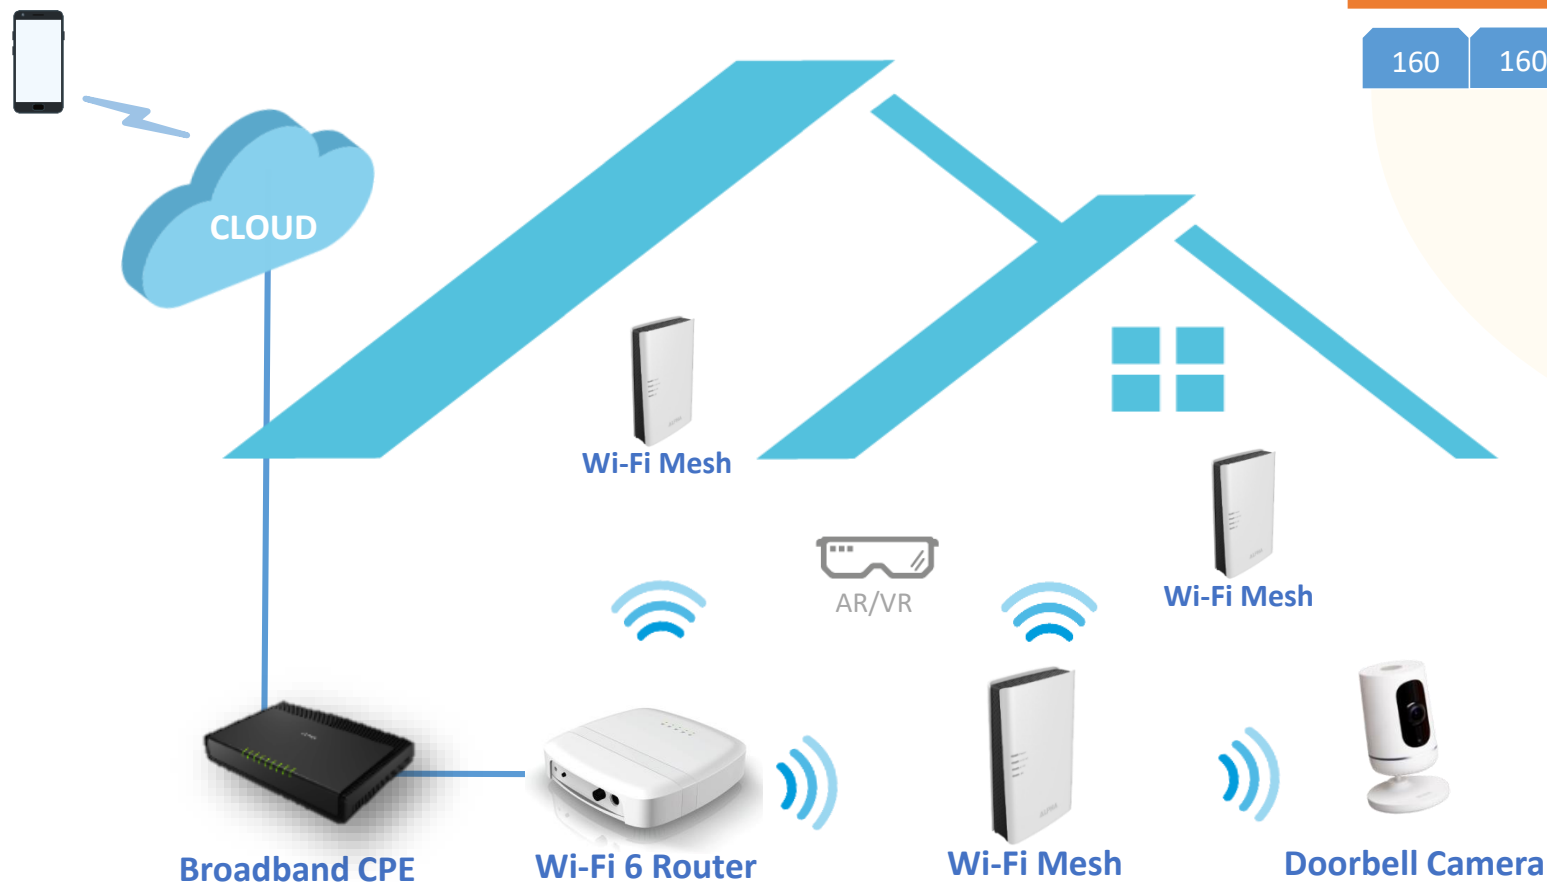 160 160
CLOUD
Wi-Fi Mesh
AR/VR
Wi-Fi Mesh
Broadband CPE
Wi-Fi 6 Router
Wi-Fi Mesh
Doorbell Camera